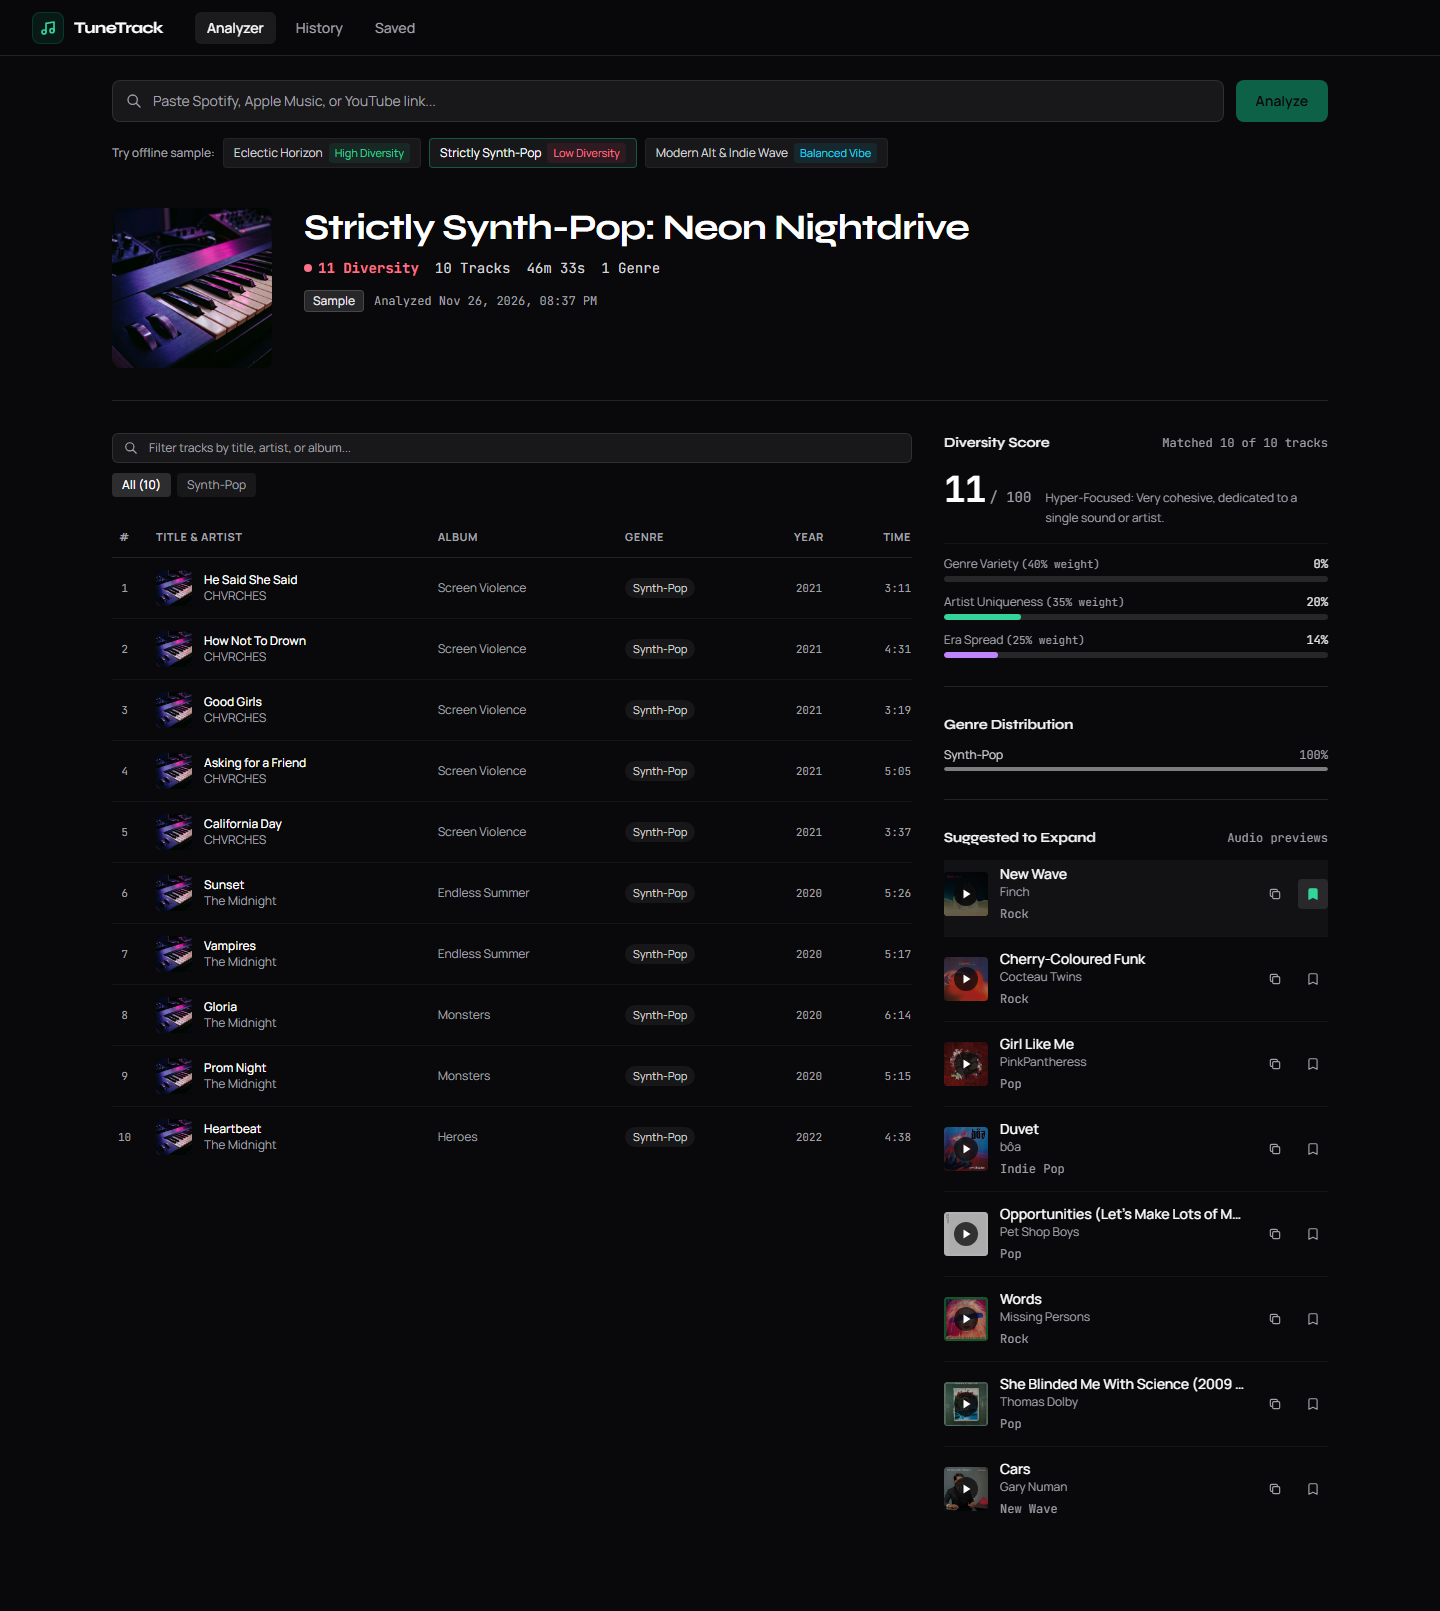 TuneTrack
Analyzer
History
Saved
Paste Spotify, Apple Music, or YouTube link...
Analyze
Try offline sample:
Eclectic Horizon High Diversity
Strictly Synth-Pop Low Diversity
Modern Alt & Indie Wave Balanced Vibe
Strictly Synth-Pop: Neon Nightdrive
11 Diversity 10 Tracks 46m 33s 1 Genre
Sample Analyzed Nov 26, 2026, 08:37 PM
Filter tracks by title, artist, or album...
All (10) Synth-Pop
# TITLE & ARTIST ALBUM GENRE YEAR TIME
1 He Said She Said Screen Violence Synth-Pop 2021 3:11
CHVRCHES
2 How Not To Drown Screen Violence Synth-Pop 2021 4:31
CHVRCHES
3 Good Girls Screen Violence Synth-Pop 2021 3:19
CHVRCHES
4 Asking for a Friend Screen Violence Synth-Pop 2021 5:05
CHVRCHES
5 California Day Screen Violence Synth-Pop 2021 3:37
CHVRCHES
6 Sunset Endless Summer Synth-Pop 2020 5:26
The Midnight
7 Vampires Endless Summer Synth-Pop 2020 5:17
The Midnight
8 Gloria Monsters Synth-Pop 2020 6:14
The Midnight
9 Prom Night Monsters Synth-Pop 2020 5:15
The Midnight
10 Heartbeat Heroes Synth-Pop 2022 4:38
The Midnight
Diversity Score Matched 10 of 10 tracks
11 / 100 Hyper-Focused: Very cohesive, dedicated to a
single sound or artist.
Genre Variety (40% weight) 0%
Artist Uniqueness (35% weight) 20%
Era Spread (25% weight) 14%
Genre Distribution
Synth-Pop 100%
Suggested to Expand Audio previews
New Wave
Finch
Rock
Cherry-Coloured Funk
Cocteau Twins
Rock
Girl Like Me
PinkPantheress
Pop
Duvet
bôa
Indie Pop
Opportunities (Let's Make Lots of M...
Pet Shop Boys
Pop
Words
Missing Persons
Rock
She Blinded Me With Science (2009 ...
Thomas Dolby
Pop
Cars
Gary Numan
New Wave